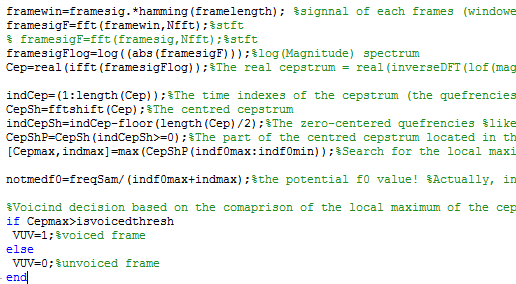 framewin=framesig.*hamming(framelength); %signnal of each frames (windowe
framesigF=fft(framewin,Nfft);%stft
% framesigF=fft(framesig,Nfft);%stft
framesigFlog=log((abs(framesigF)));%log(Magnitude) spectrum
Cep=real(ifft(framesigFlog));%The real cepstrum = real(inverseDFT(lof(mag
indCep=(1:length(Cep));%The time indexes of the cepstrum (the quefrencies
CepSh=fftshift(Cep);%The centred cepstrum
indCepSh=indCep-floor(length(Cep)/2);%The zero-centered quefrencies %like
CepShP=CepSh(indCepSh>=0);%The part of the centred cepstrum located in th
[Cepmax,indmax]=max(CepShP(indf0max:indf0min));%Search for the local maxi
notmedf0=freqSam/(indf0max+indmax);%the potential f0 value! %Actually, in
%Voicind decision based on the comaprison of the local maximum of the cep
if Cepmax>isvoicedthresh
VUV=1;%voiced frame
else
VUV=0;%unvoiced frame
end